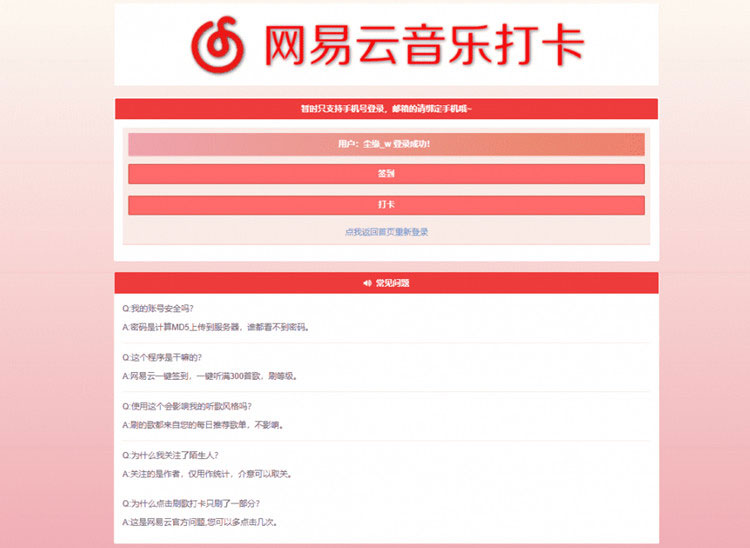 网易云音乐打卡
暂时只支持手机号登录，邮箱的请绑定手机哦~
用户：尘缘_w 登录成功！
签到
打卡
点我返回首页重新登录
常见问题
Q:我的账号安全吗？
A:密码是计算MD5上传到服务器，谁都看不到密码。
Q:这个程序是干嘛的？
A:网易云一键签到，一键听满300首歌，刷等级。
Q:使用这个会影响我的听歌风格吗？
A:刷的歌都来自您的每日推荐歌单，不影响。
Q:为什么我关注了陌生人？
A:关注的是作者，仅用作统计，介意可以取关。
Q:为什么点击刷歌打卡只刷了一部分？
A:这是网易云官方问题,您可以多点击几次。